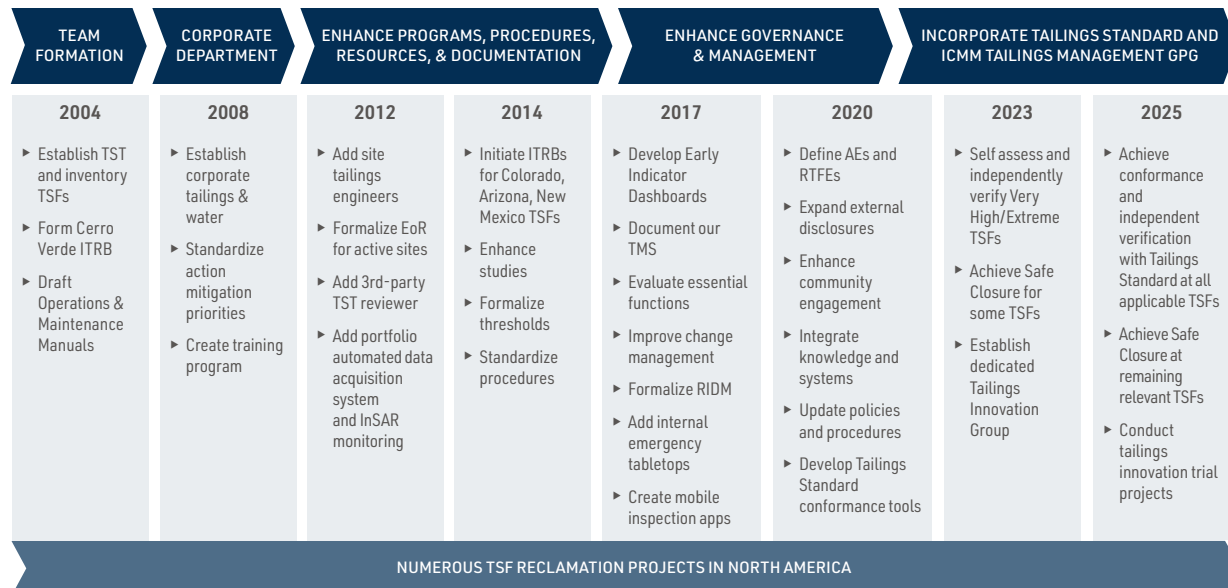 TEAM
FORMATION
CORPORATE
DEPARTMENT
ENHANCE PROGRAMS, PROCEDURES,
RESOURCES, & DOCUMENTATION
ENHANCE GOVERNANCE
& MANAGEMENT
INCORPORATE TAILINGS STANDARD AND
ICMM TAILINGS MANAGEMENT GPG
2004
▶ Establish TST
and inventory
TSFs
▶ Form Cerro
Verde ITRB
▶ Draft
Operations &
Maintenance
Manuals
2008
▶ Establish
corporate
tailings &
water
▶ Standardize
action
mitigation
priorities
▶ Create training
program
2012
▶ Add site
tailings
engineers
▶ Formalize EoR
for active sites
▶ Add 3rd-party
TST reviewer
▶ Add portfolio
automated data
acquisition
system
and InSAR
monitoring
2014
▶ Initiate ITRBs
for Colorado,
Arizona, New
Mexico TSFs
▶ Enhance
studies
▶ Formalize
thresholds
▶ Standardize
procedures
2017
▶ Develop Early
Indicator
Dashboards
▶ Document our
TMS
▶ Evaluate essential
functions
▶ Improve change
management
▶ Formalize RIDM
▶ Add internal
emergency
tabletops
▶ Create mobile
inspection apps
2020
▶ Define AEs and
RTFEs
▶ Expand external
disclosures
▶ Enhance
community
engagement
▶ Integrate
knowledge and
systems
▶ Update policies
and procedures
▶ Develop Tailings
Standard
conformance tools
2023
▶ Self assess and
independently
verify Very
High/Extreme
TSFs
▶ Achieve Safe
Closure for
some TSFs
▶ Establish
dedicated
Tailings
Innovation
Group
2025
▶ Achieve
conformance
and
independent
verification
with Tailings
Standard at all
applicable TSFs
▶ Achieve Safe
Closure at
remaining
relevant TSFs
▶ Conduct
tailings
innovation trial
projects
NUMEROUS TSF RECLAMATION PROJECTS IN NORTH AMERICA